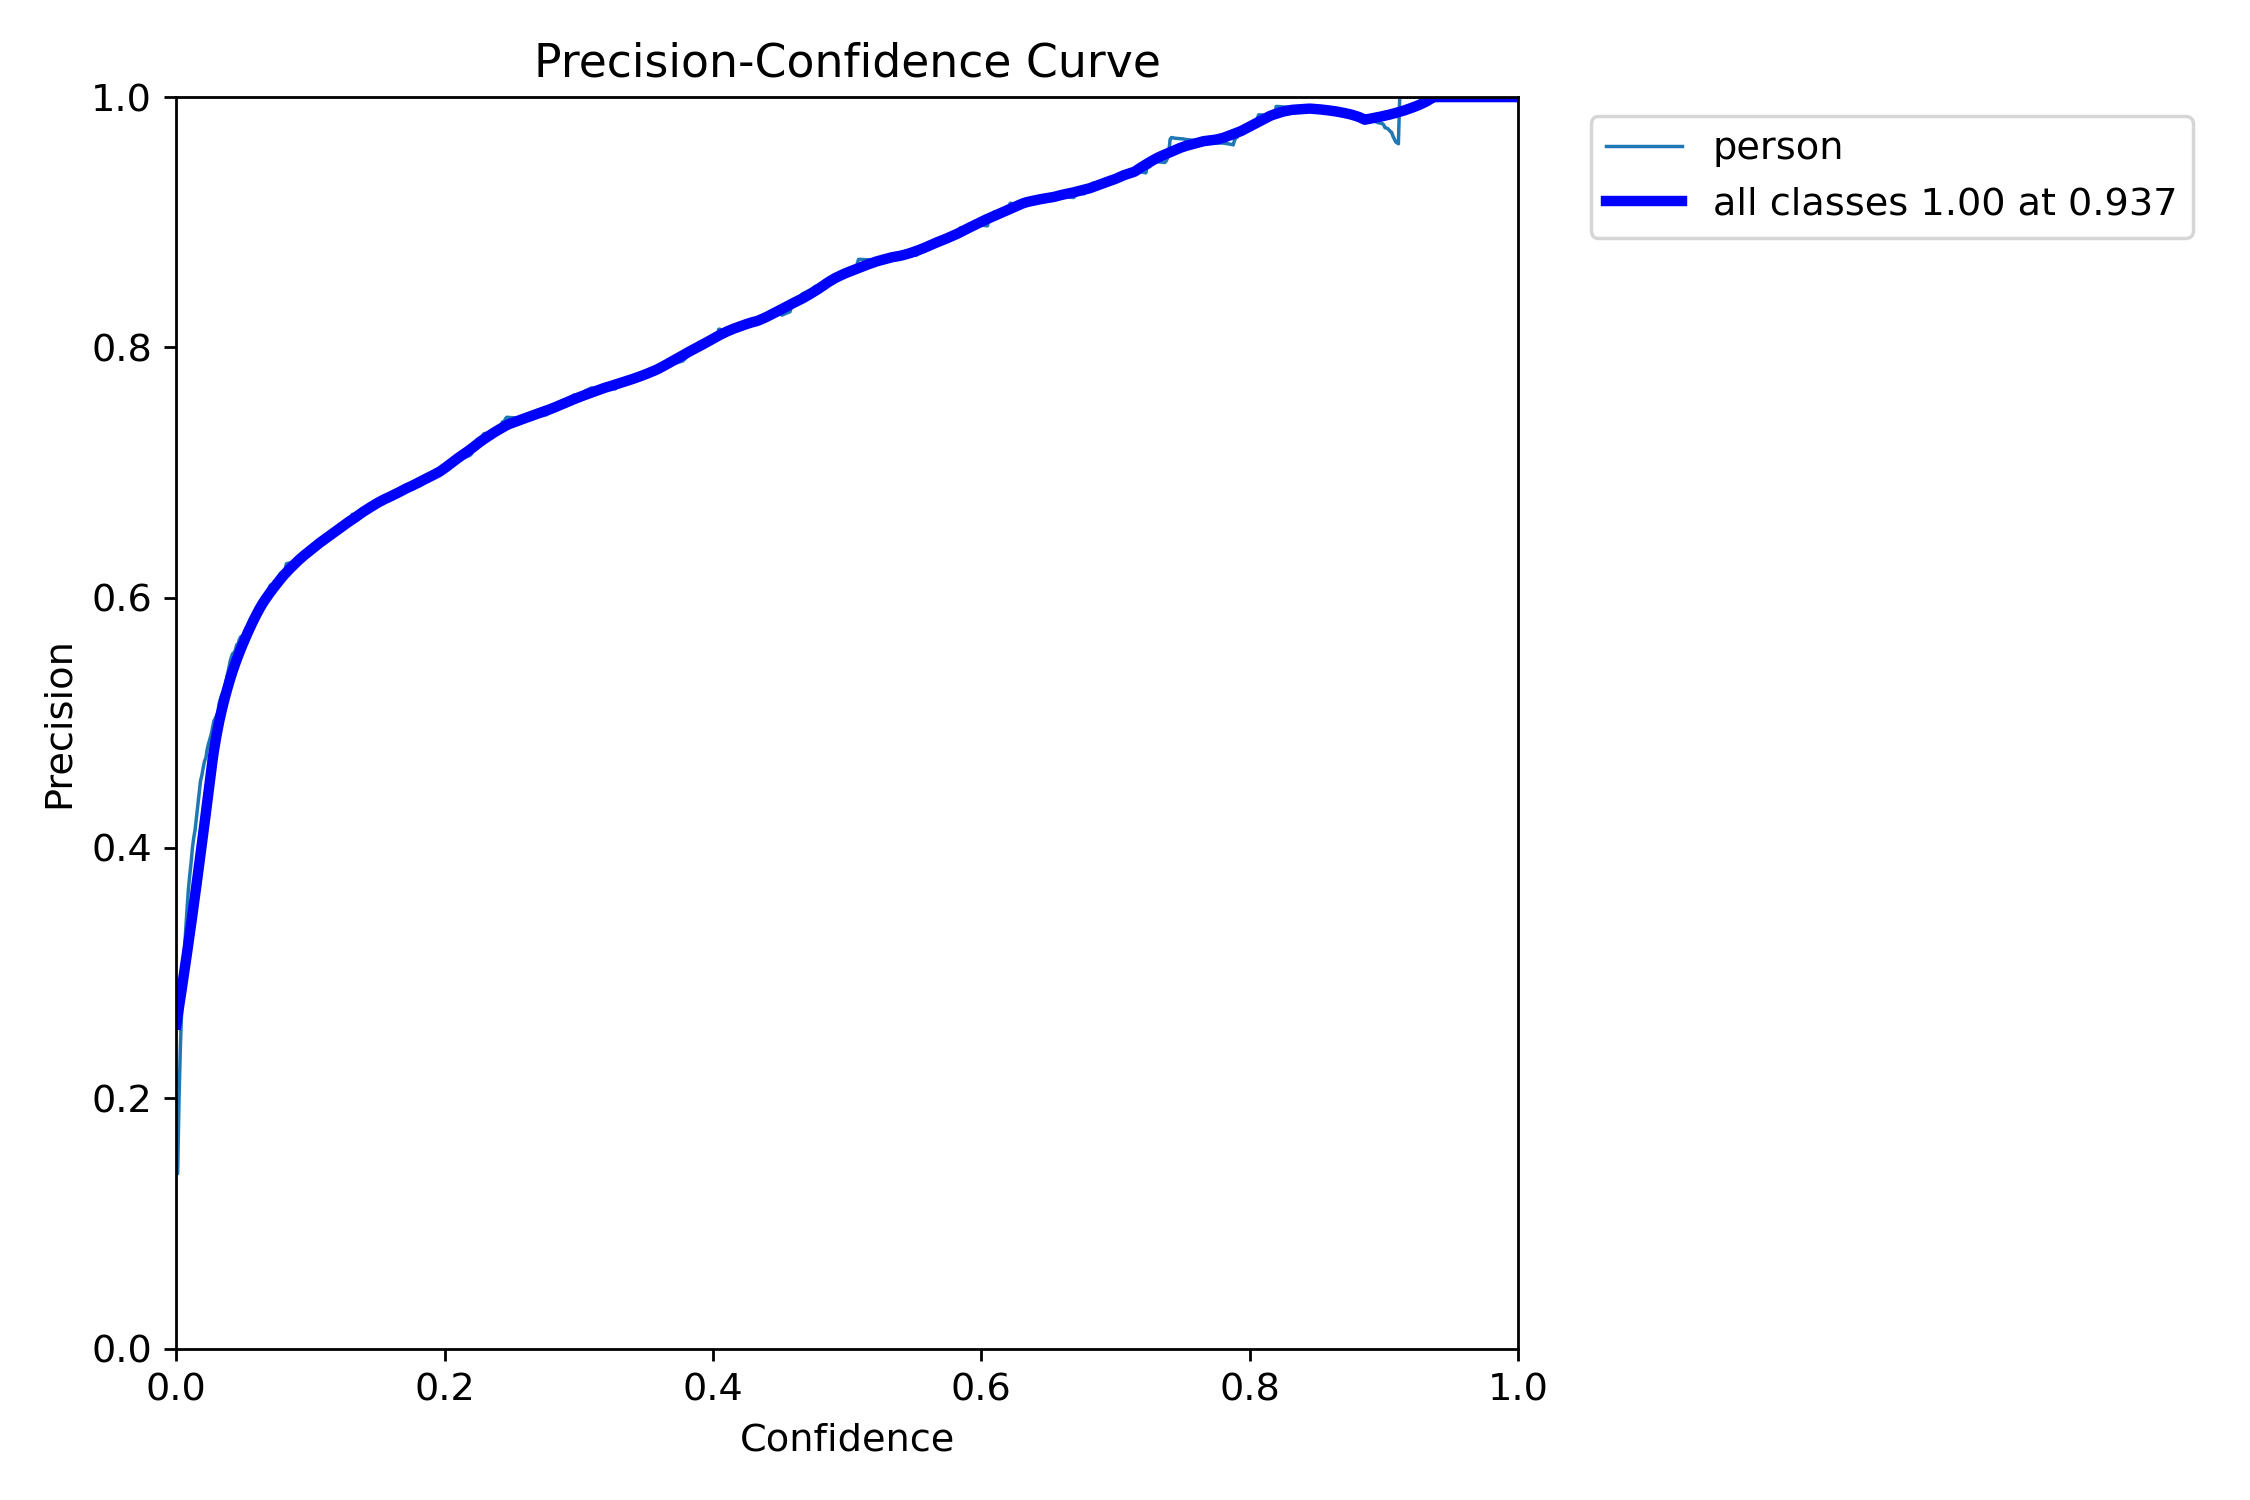 Precision-Confidence Curve
1.0
0.8
0.6
0.4
0.2
0.0
Precision
0.0 0.2 0.4 0.6 0.8 1.0
Confidence
person
all classes 1.00 at 0.937